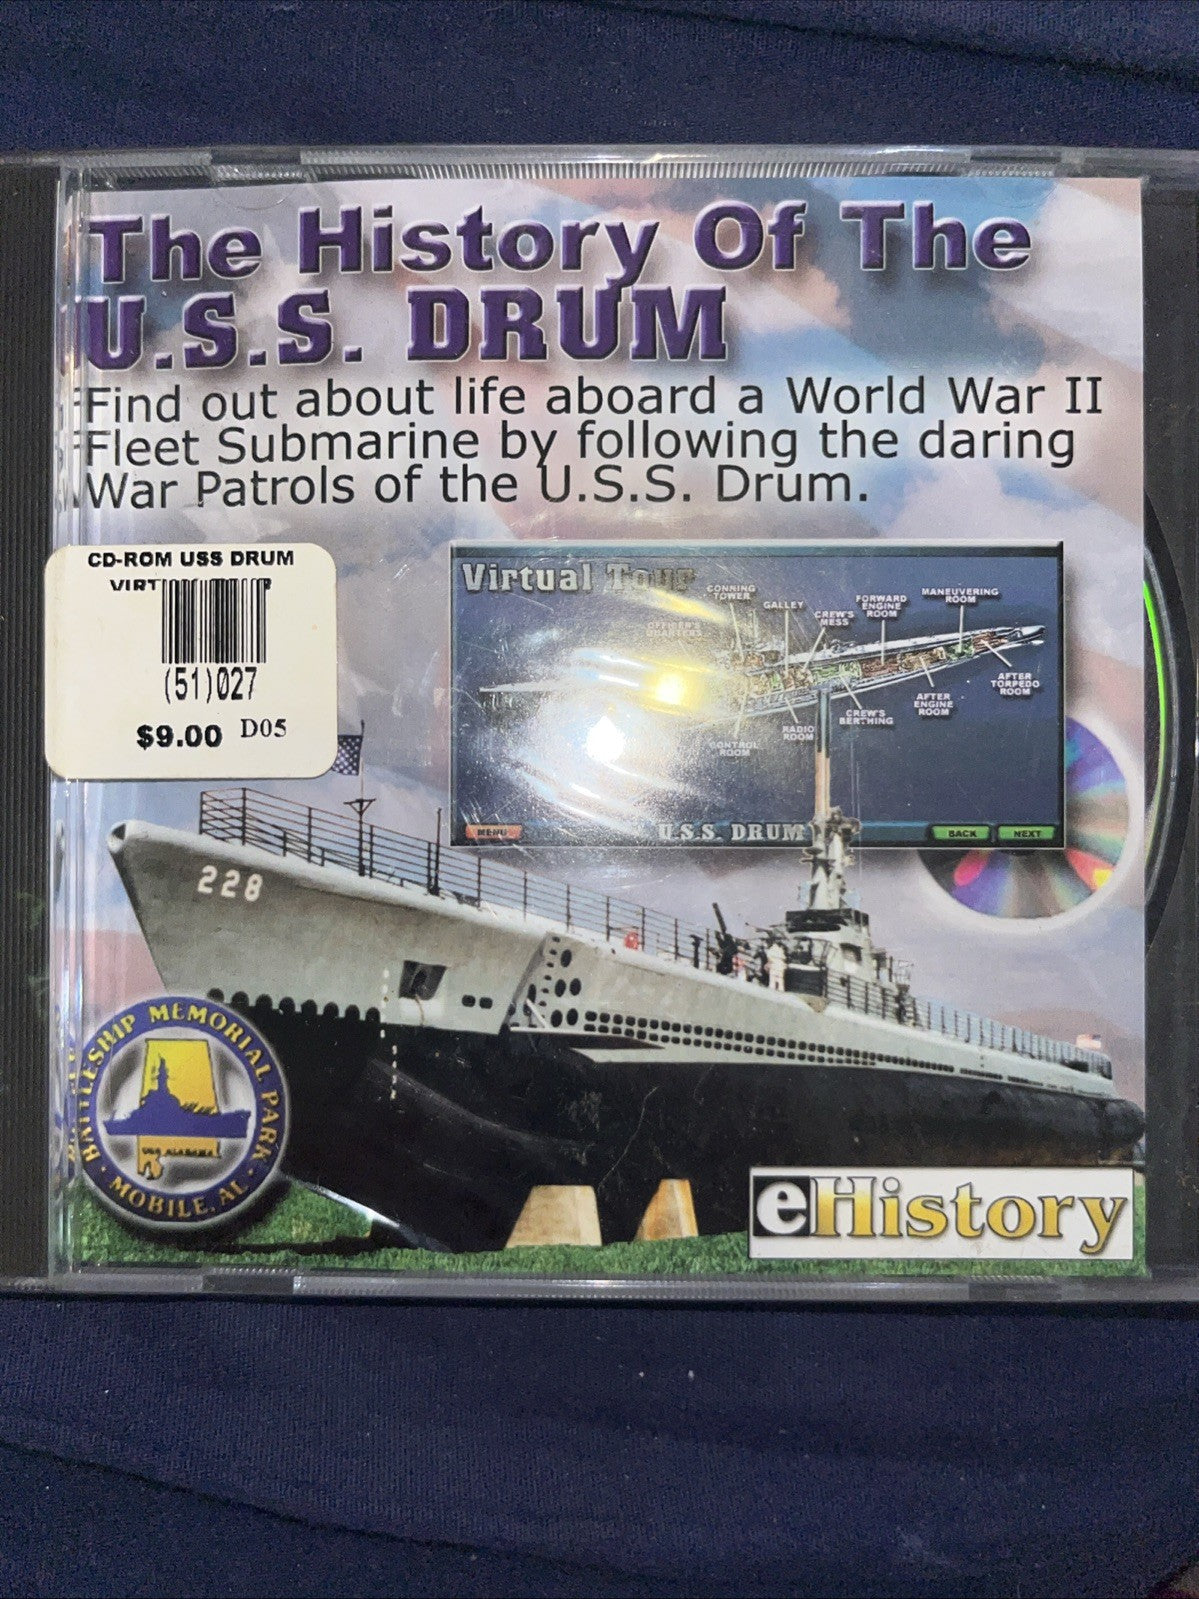 The History Of The
U.S.S. DRUM
Find out about life aboard a World War II
Fleet Submarine by following the daring
War Patrols of the U.S.S. Drum.
CD-ROM USS DRUM
(51)027
$9.00 D05
Virtual Tour
CONNING
TOWER
GALLEY
CREW'S
MESS
FORWARD
ENGINE
ROOM
MANEUVERING
ROOM
OFFICER'S
QUARTERS
AFTER
TORPEDO
ROOM
AFTER
ENGINE
ROOM
CREW'S
BERTHING
RADIO
ROOM
CONTROL
ROOM
MENU
U.S.S. DRUM
BACK
NEXT
228
BATTLESHIP MEMORIAL PARK
USS ALABAMA
MOBILE, AL
eHistory